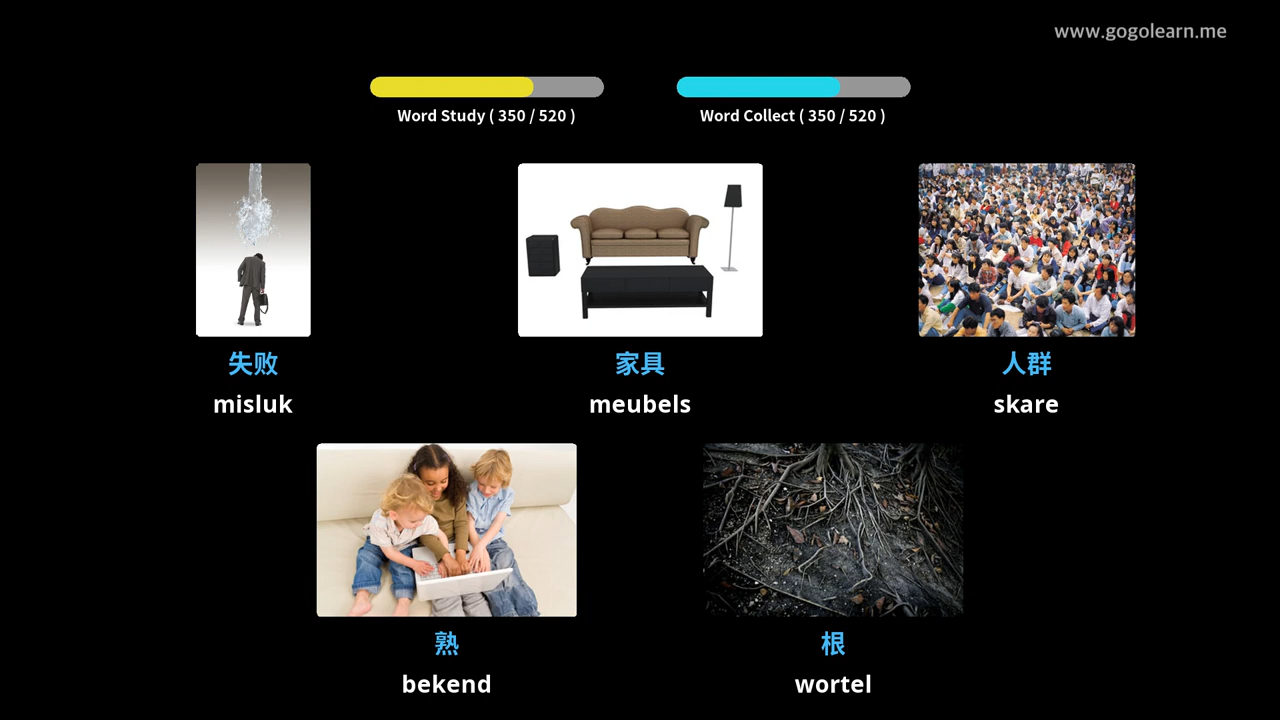 www.gogolearn.me
Word Study ( 350 / 520 )
Word Collect ( 350 / 520 )
失败
misluk
家具
meubels
人群
skare
熟
bekend
根
wortel